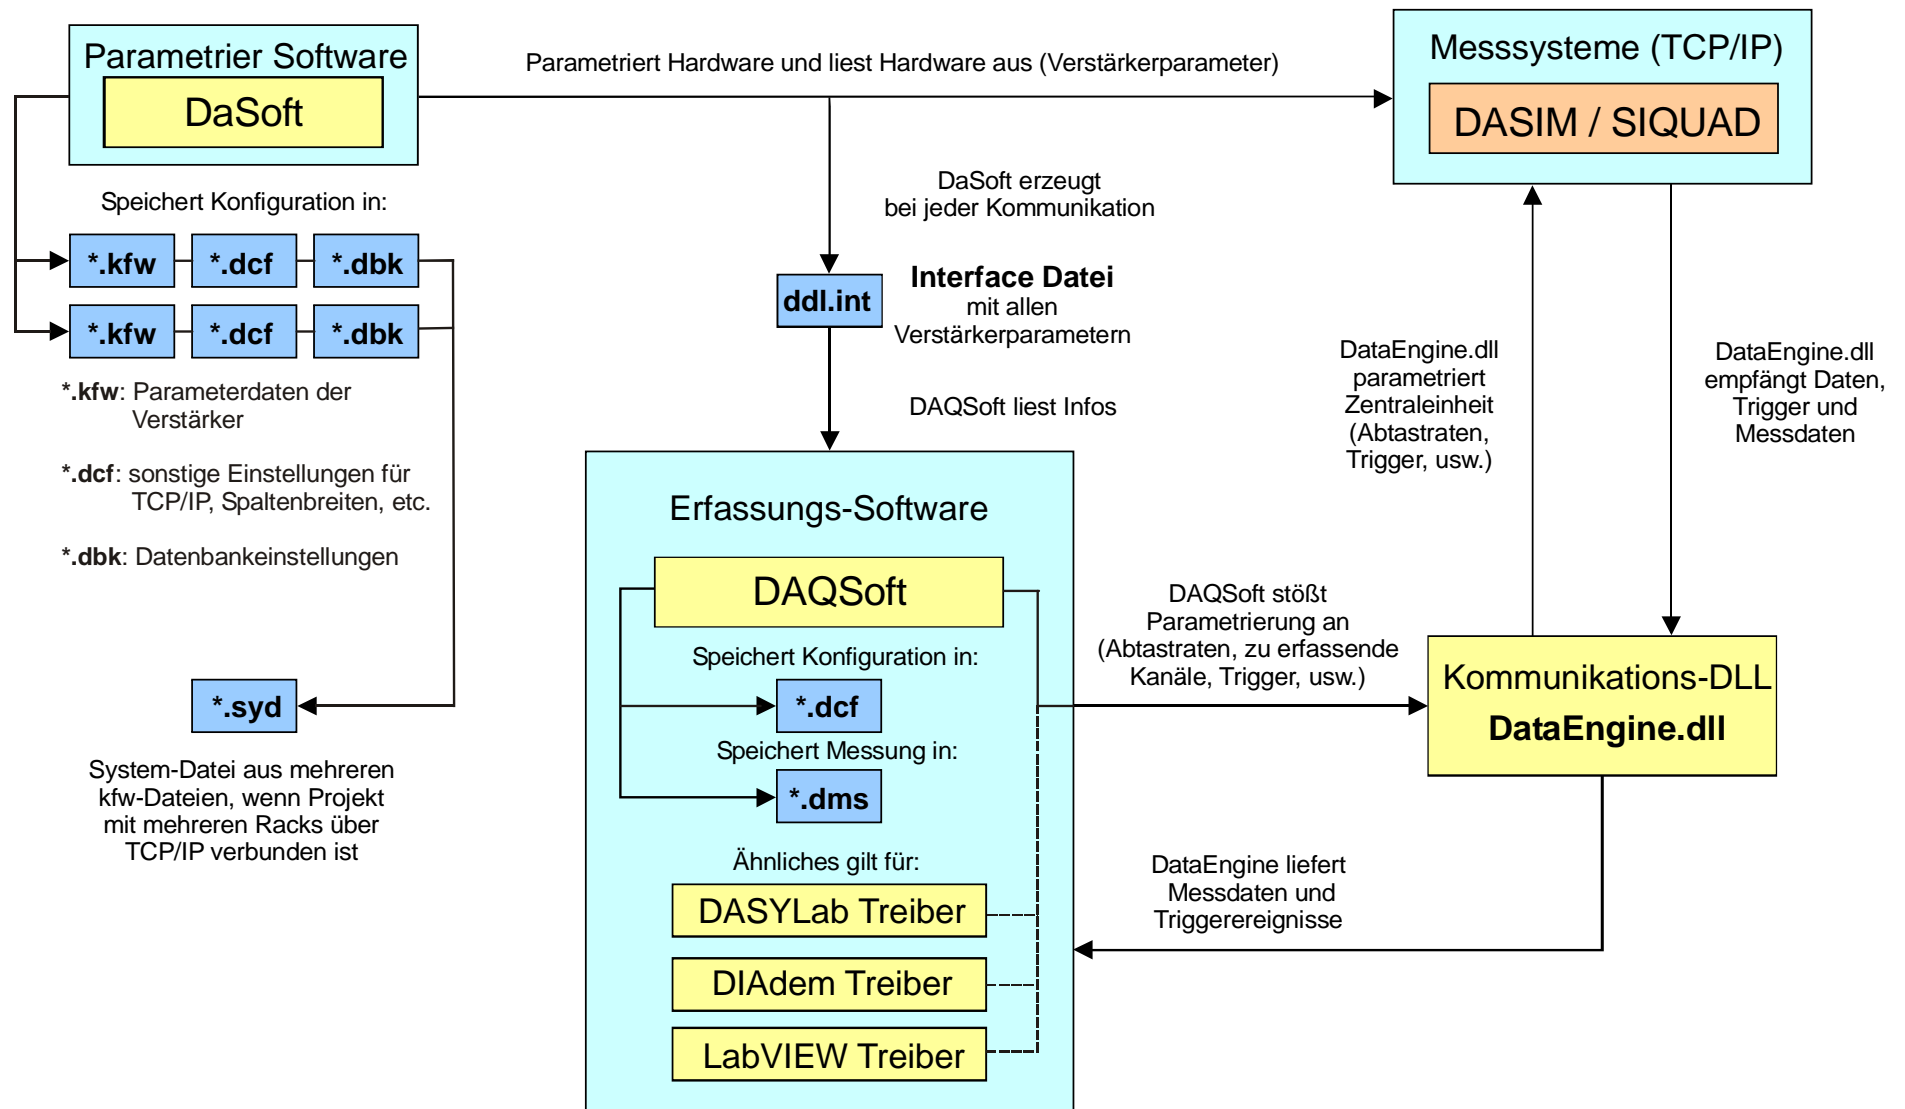 Parametrier Software
DaSoft
Parametriert Hardware und liest Hardware aus (Verstärkerparameter)
Messsysteme (TCP/IP)
DASIM / SIQUAD
Speichert Konfiguration in:
*.kfw
*.dcf
*.dbk
*.kfw
*.dcf
*.dbk
*.kfw: Parameterdaten der
Verstärker
*.dcf: sonstige Einstellungen für
TCP/IP, Spaltenbreiten, etc.
*.dbk: Datenbankeinstellungen
*.syd
System-Datei aus mehreren
kfw-Dateien, wenn Projekt
mit mehreren Racks über
TCP/IP verbunden ist
DaSoft erzeugt
bei jeder Kommunikation
ddl.int
Interface Datei
mit allen
Verstärkerparametern
DAQSoft liest Infos
Erfassungs-Software
DAQSoft
Speichert Konfiguration in:
*.dcf
Speichert Messung in:
*.dms
Ähnliches gilt für:
DASYLab Treiber
DIAdem Treiber
LabVIEW Treiber
DAQSoft stößt
Parametrierung an
(Abtastraten, zu erfassende
Kanäle, Trigger, usw.)
DataEngine.dll
parametriert
Zentraleinheit
(Abtastraten,
Trigger, usw.)
DataEngine.dll
empfängt Daten,
Trigger und
Messdaten
Kommunikations-DLL
DataEngine.dll
DataEngine liefert
Messdaten und
Triggerereignisse